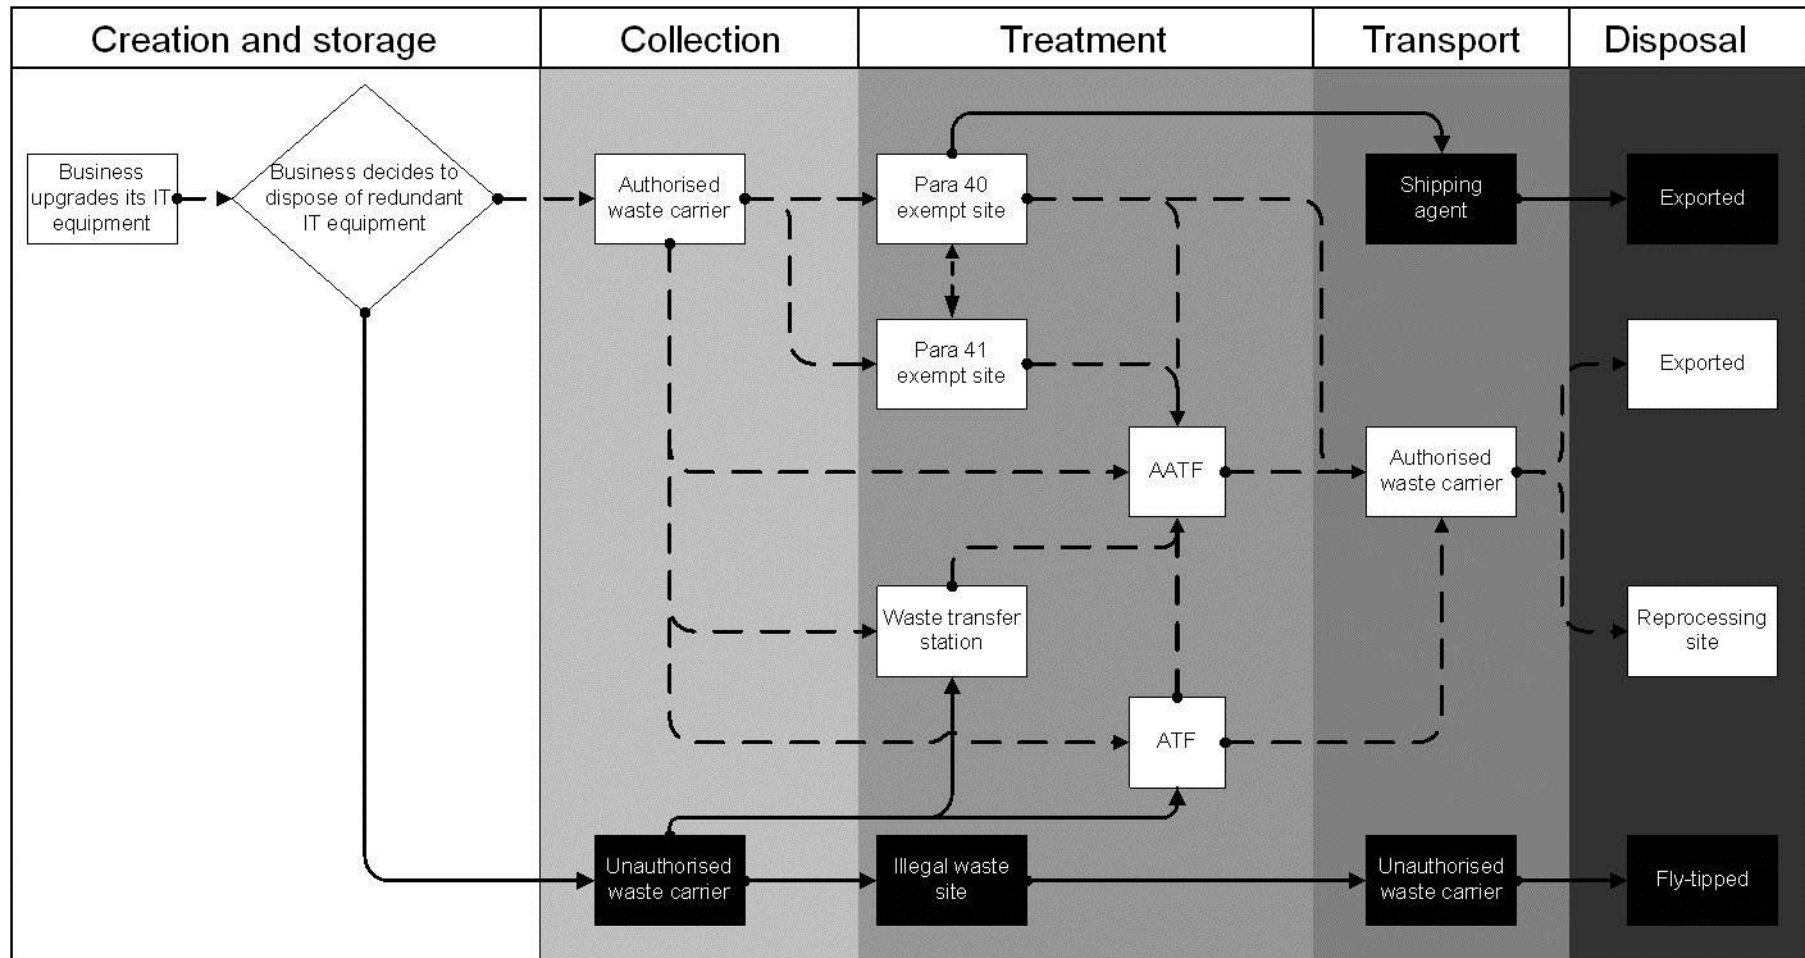 Creation and storage
Collection
Treatment
Transport
Disposal
Business
upgrades its IT
equipment
Business decides to
dispose of redundant
IT equipment
Authorised
waste carrier
Para 40
exempt site
Shipping
agent
Exported
Para 41
exempt site
Exported
AATF
Authorised
waste carrier
Waste transfer
station
Reprocessing
site
ATF
Unauthorised
waste carrier
Illegal waste
site
Unauthorised
waste carrier
Fly-tipped